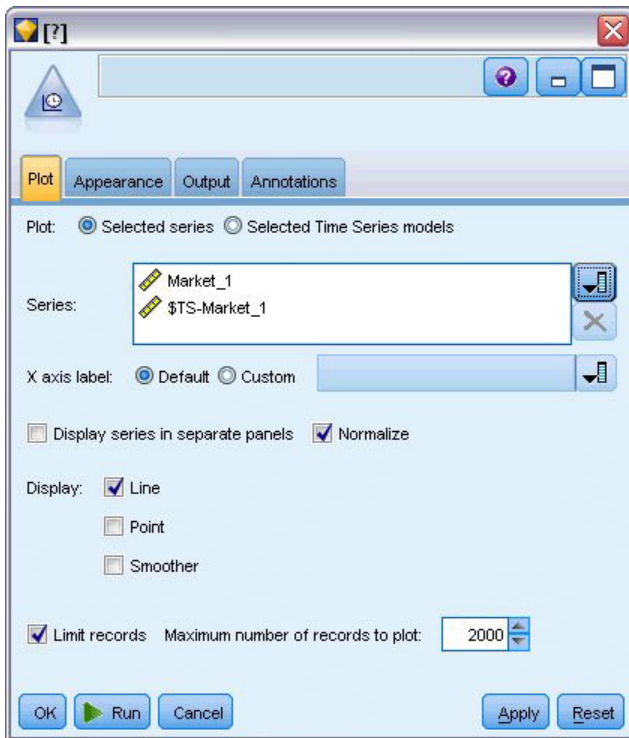 [?]
Plot Appearance Output Annotations
Plot: Selected series Selected Time Series models
Market_1
Series: $TS-Market_1
X axis label: Default Custom
Display series in separate panels Normalize
Display: Line
Point
Smoother
Limit records Maximum number of records to plot: 2000
OK Run Cancel Apply Reset